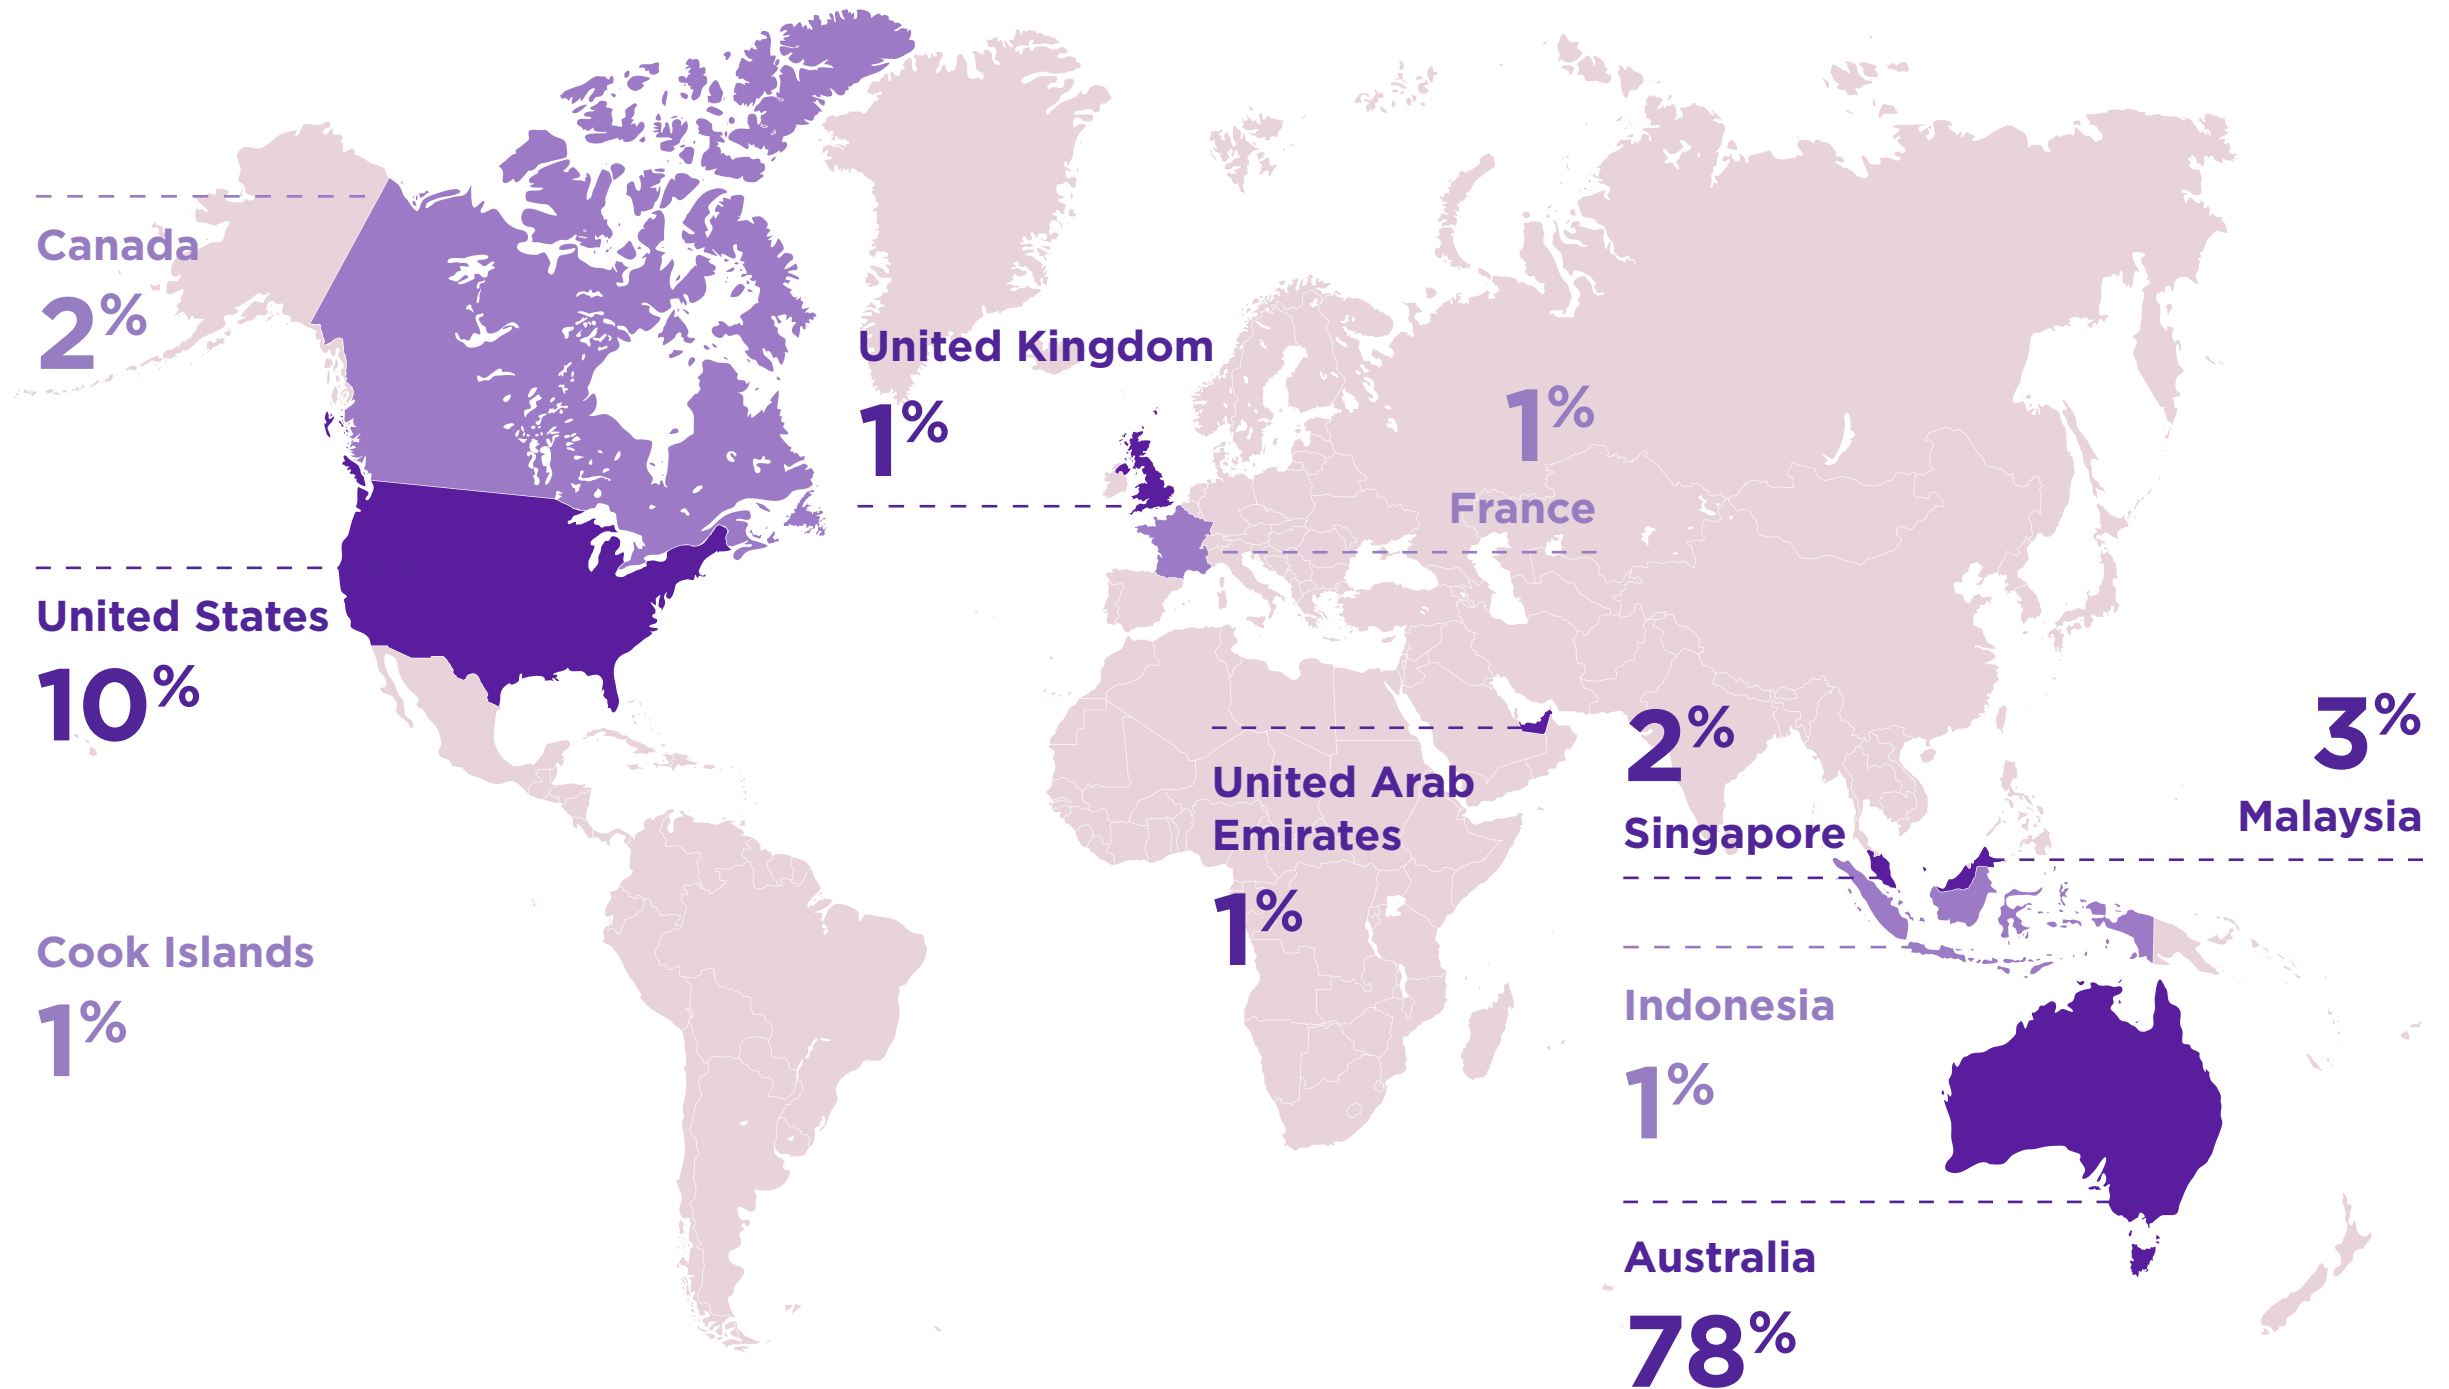 Canada
2%
United Kingdom
1%
1%
France
United States
10%
United Arab
Emirates
1%
2%
Singapore
3%
Malaysia
Cook Islands
1%
Indonesia
1%
Australia
78%